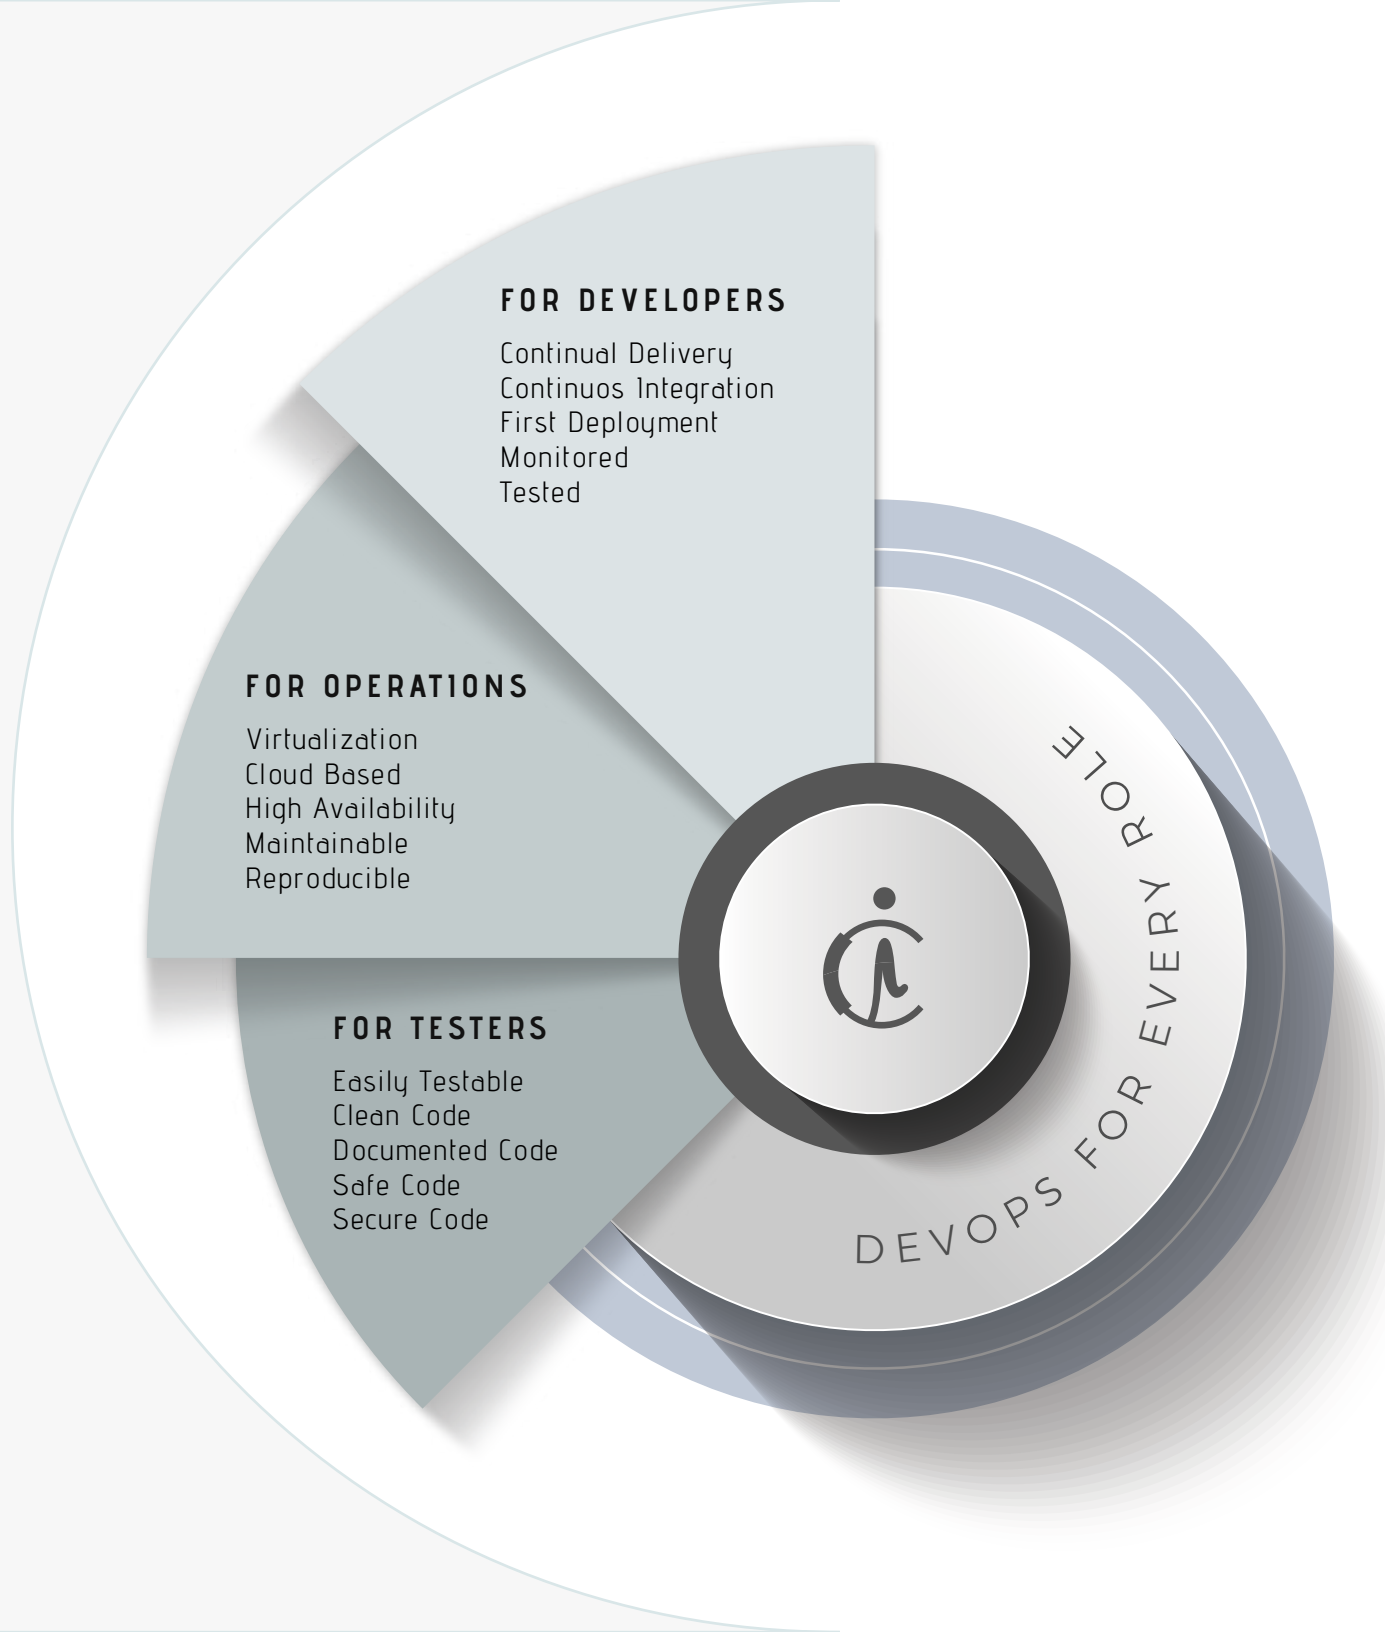 FOR DEVELOPERS
Continual Delivery
Continuos Integration
First Deployment
Monitored
Tested
FOR OPERATIONS
Virtualization
Cloud Based
High Availability
Maintainable
Reproducible
FOR TESTERS
Easily Testable
Clean Code
Documented Code
Safe Code
Secure Code
DEVOPS FOR EVERY ROLE